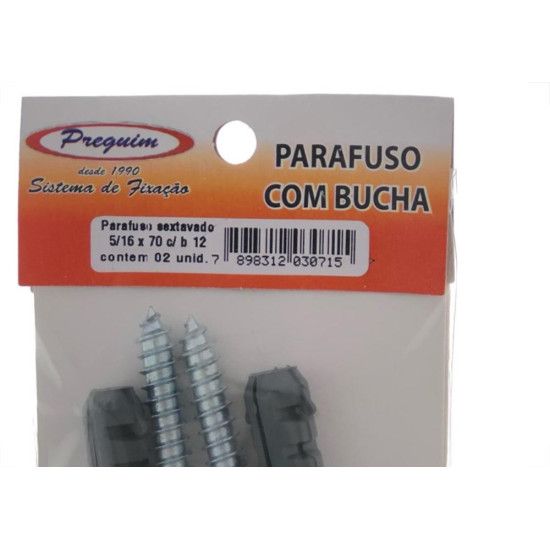 Preguim
desde 1990
Sistema de Fixação
PARAFUSO
COM BUCHA
Parafuso sextavado
5/16 x 70 c/ b 12
contem 02 unid.
7 898312 030715